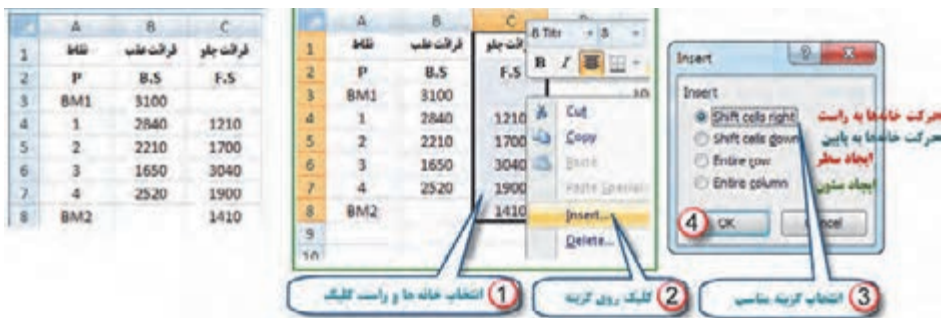 A B C
1 نقاط قرائت عقب قرائت جلو
2 P B.S F.S
3 BM1 3100
4 1 2840 1210
5 2 2210 1700
6 3 1650 3040
7 4 2520 1900
8 BM2 1410
A B C
1 نقاط قرائت عقب قرائت جلو
2 P B.S F.S
3 BM1 3100
4 1 2840 1210
5 2 2210 1700
6 3 1650 3040
7 4 2520 1900
8 BM2 1410
9
10
B Titr 8
B I
Cut
Copy
Paste
Paste Special
Insert...
Delete...
Insert
Insert
Shift cells right حرکت خانه‌ها به راست
Shift cells down حرکت خانه‌ها به پایین
Entire row ایجاد سطر
Entire column ایجاد ستون
4 OK Cancel
1 انتخاب خانه ها و راست کلیک
2 کلیک روی گزینه
3 انتخاب گزینه مناسب